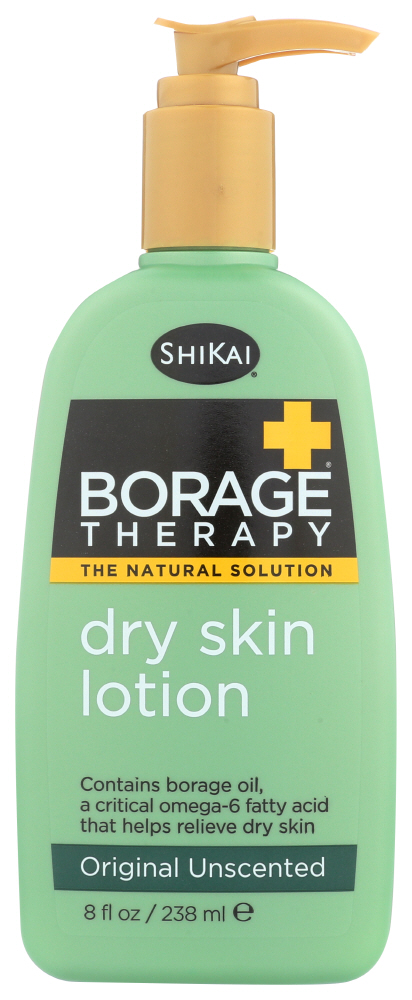 SHIKAI®
BORAGE®
THERAPY
THE NATURAL SOLUTION
dry skin
lotion
Contains borage oil,
a critical omega-6 fatty acid
that helps relieve dry skin
Original Unscented
8 fl oz / 238 ml ℮